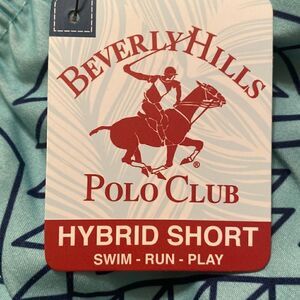 BEVERLY HILLS
®
POLO CLUB
HYBRID SHORT
SWIM - RUN - PLAY